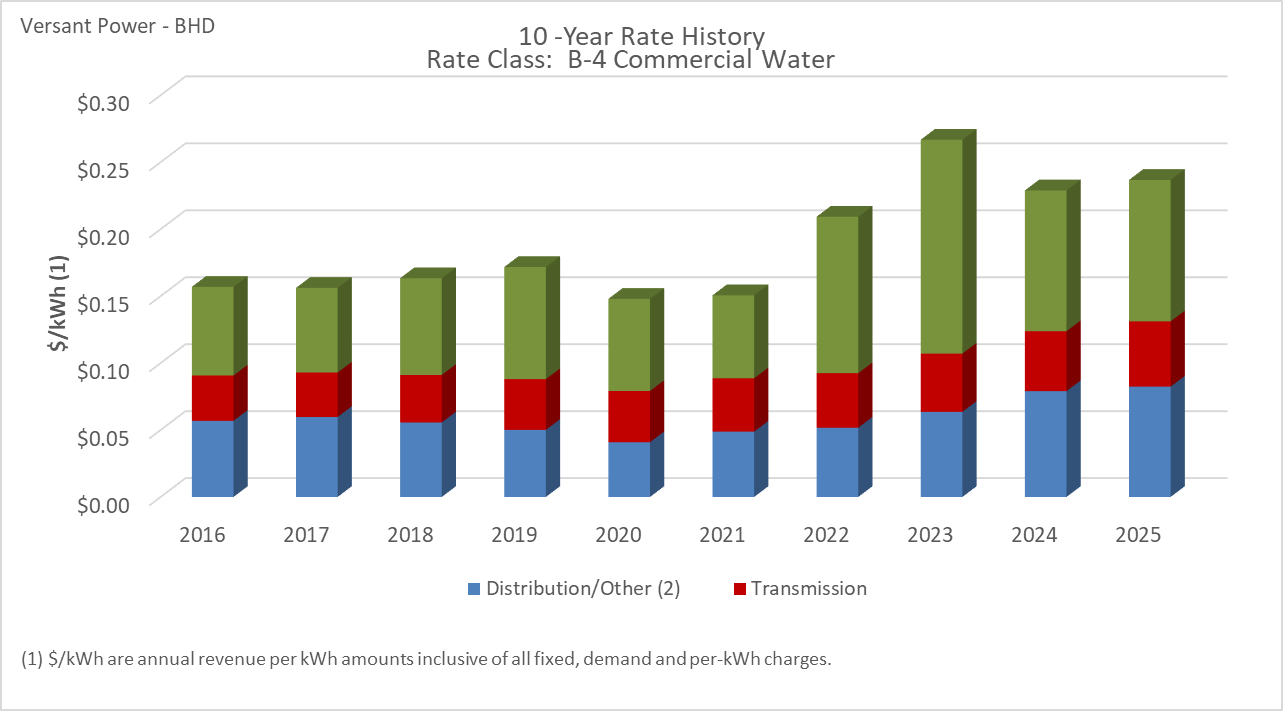 Versant Power - BHD
10 -Year Rate History
Rate Class:  B-4 Commercial Water
$/kWh (1)
$0.30
$0.25
$0.20
$0.15
$0.10
$0.05
$0.00
2016 2017 2018 2019 2020 2021 2022 2023 2024 2025
Distribution/Other (2) Transmission
(1) $/kWh are annual revenue per kWh amounts inclusive of all fixed, demand and per-kWh charges.